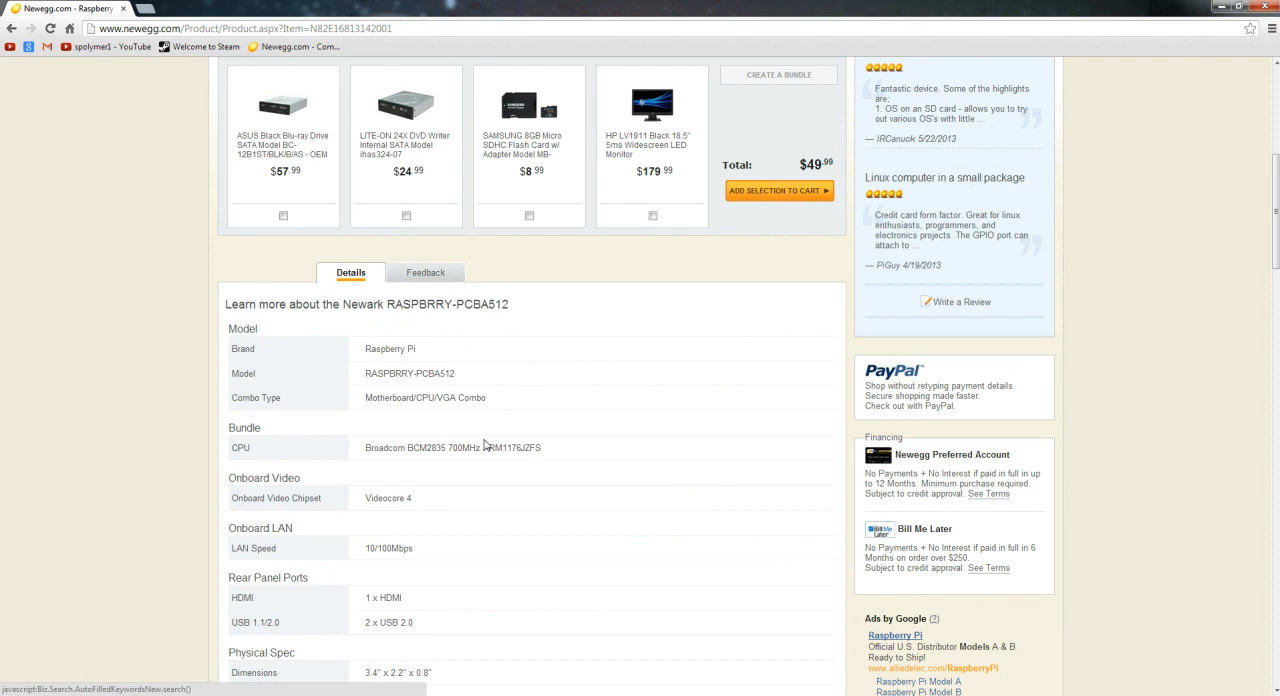 Newegg.com - Raspberry
www.newegg.com/Product/Product.aspx?Item=N82E16813142001
spolymer1 - YouTube
Welcome to Steam
Newegg.com - Com...
ASUS Black Blu-ray Drive
SATA Model BC-
12B1ST/BLK/B/AS - OEM
$57.99
LITE-ON 24X DVD Writer
Internal SATA Model
ihas324-07
$24.99
SAMSUNG 8GB Micro
SDHC Flash Card w/
Adapter Model MB-
$8.99
HP LV1911 Black 18.5"
5ms Widescreen LED
Monitor
$179.99
CREATE A BUNDLE
Total: $49.99
ADD SELECTION TO CART
Details
Feedback
Learn more about the Newark RASPBRRY-PCBA512
Model
Brand Raspberry Pi
Model RASPBRRY-PCBA512
Combo Type Motherboard/CPU/VGA Combo
Bundle
CPU Broadcom BCM2835 700MHz ARM1176JZFS
Onboard Video
Onboard Video Chipset Videocore 4
Onboard LAN
LAN Speed 10/100Mbps
Rear Panel Ports
HDMI 1 x HDMI
USB 1.1/2.0 2 x USB 2.0
Physical Spec
Dimensions 3.4" x 2.2" x 0.8"
Fantastic device. Some of the highlights
are;
1. OS on an SD card - allows you to try
out various OS's with little ...
— IRCanuck 5/22/2013
Linux computer in a small package
Credit card form factor. Great for linux
enthusiasts, programmers, and
electronics projects. The GPIO port can
attach to ...
— PiGuy 4/19/2013
Write a Review
PayPal
Shop without retyping payment details.
Secure shopping made faster.
Check out with PayPal.
Financing
Newegg Preferred Account
No Payments + No Interest if paid in full in up
to 12 Months. Minimum purchase required.
Subject to credit approval. See Terms
Bill Me Later
Bill Me Later
No Payments + No Interest if paid in full in 6
Months on order over $250.
Subject to credit approval. See Terms
Ads by Google (?)
Raspberry Pi
Official U.S. Distributor Models A & B
Ready to Ship!
www.alliedelec.com/RaspberryPi
Raspberry Pi Model A
Raspberry Pi Model B
javascript:Biz.Search.AutoFilledKeywordsNew.search()